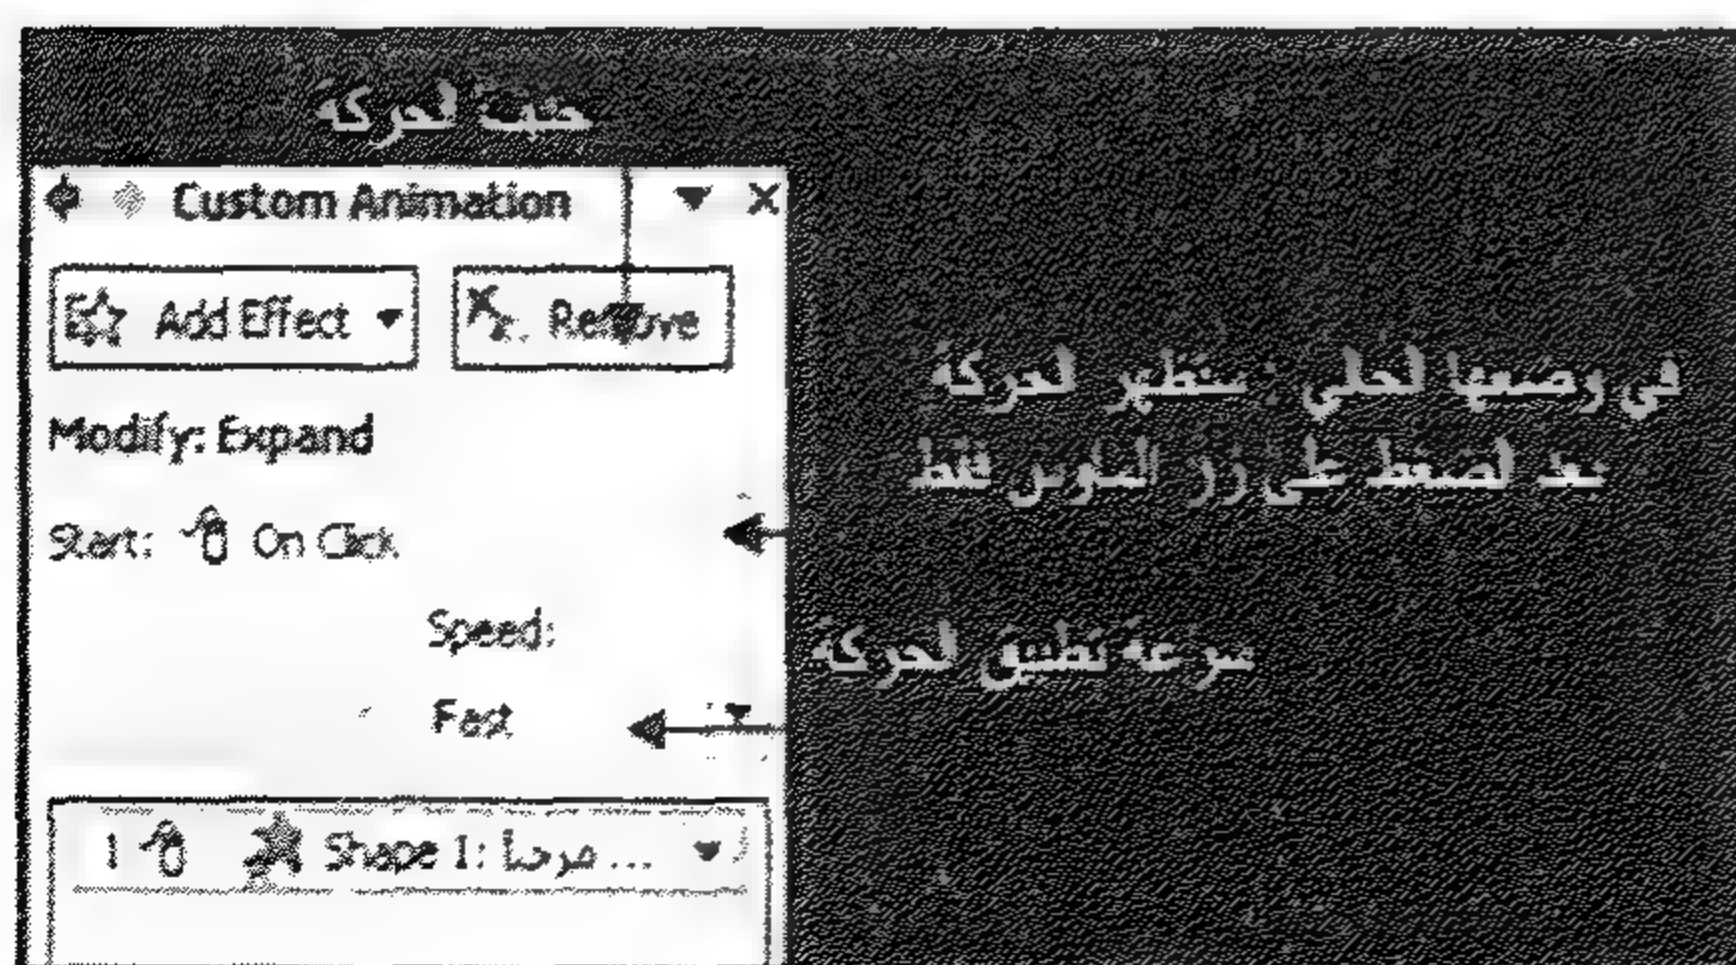 حذف الحركة
Custom Animation
Add Effect Remove
Modify: Expand
في وضعها الحالي : ستظهر الحركة
بعد الضغط على زر الماوس فقط
Start: On Click
Speed:
سرعة تطبيق الحركة
Fast
1 Shape 1: مرحبا ...